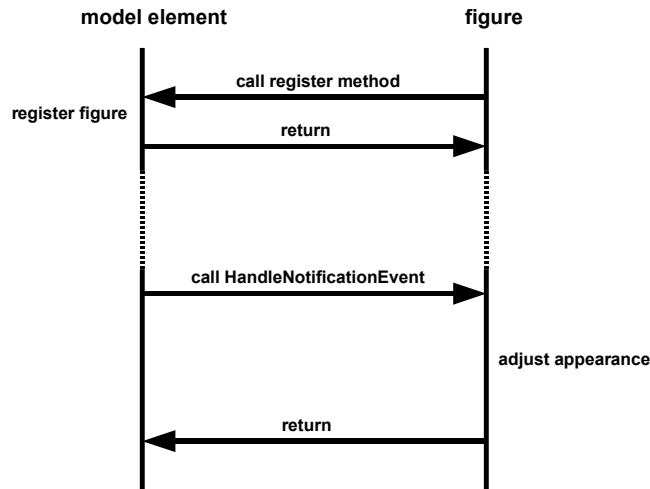 model element
figure
call register method
register figure
return
call HandleNotificationEvent
adjust appearance
return